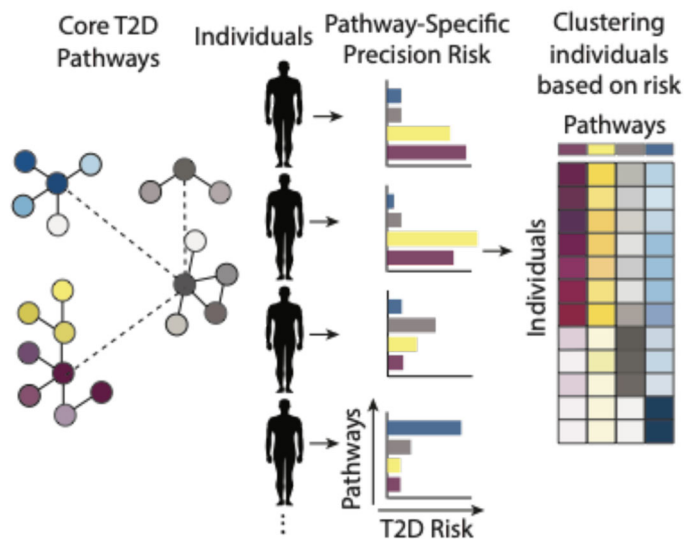 Core T2D
Pathways
Individuals
Pathway-Specific
Precision Risk
Clustering
individuals
based on risk
Pathways
Individuals
Pathways
T2D Risk